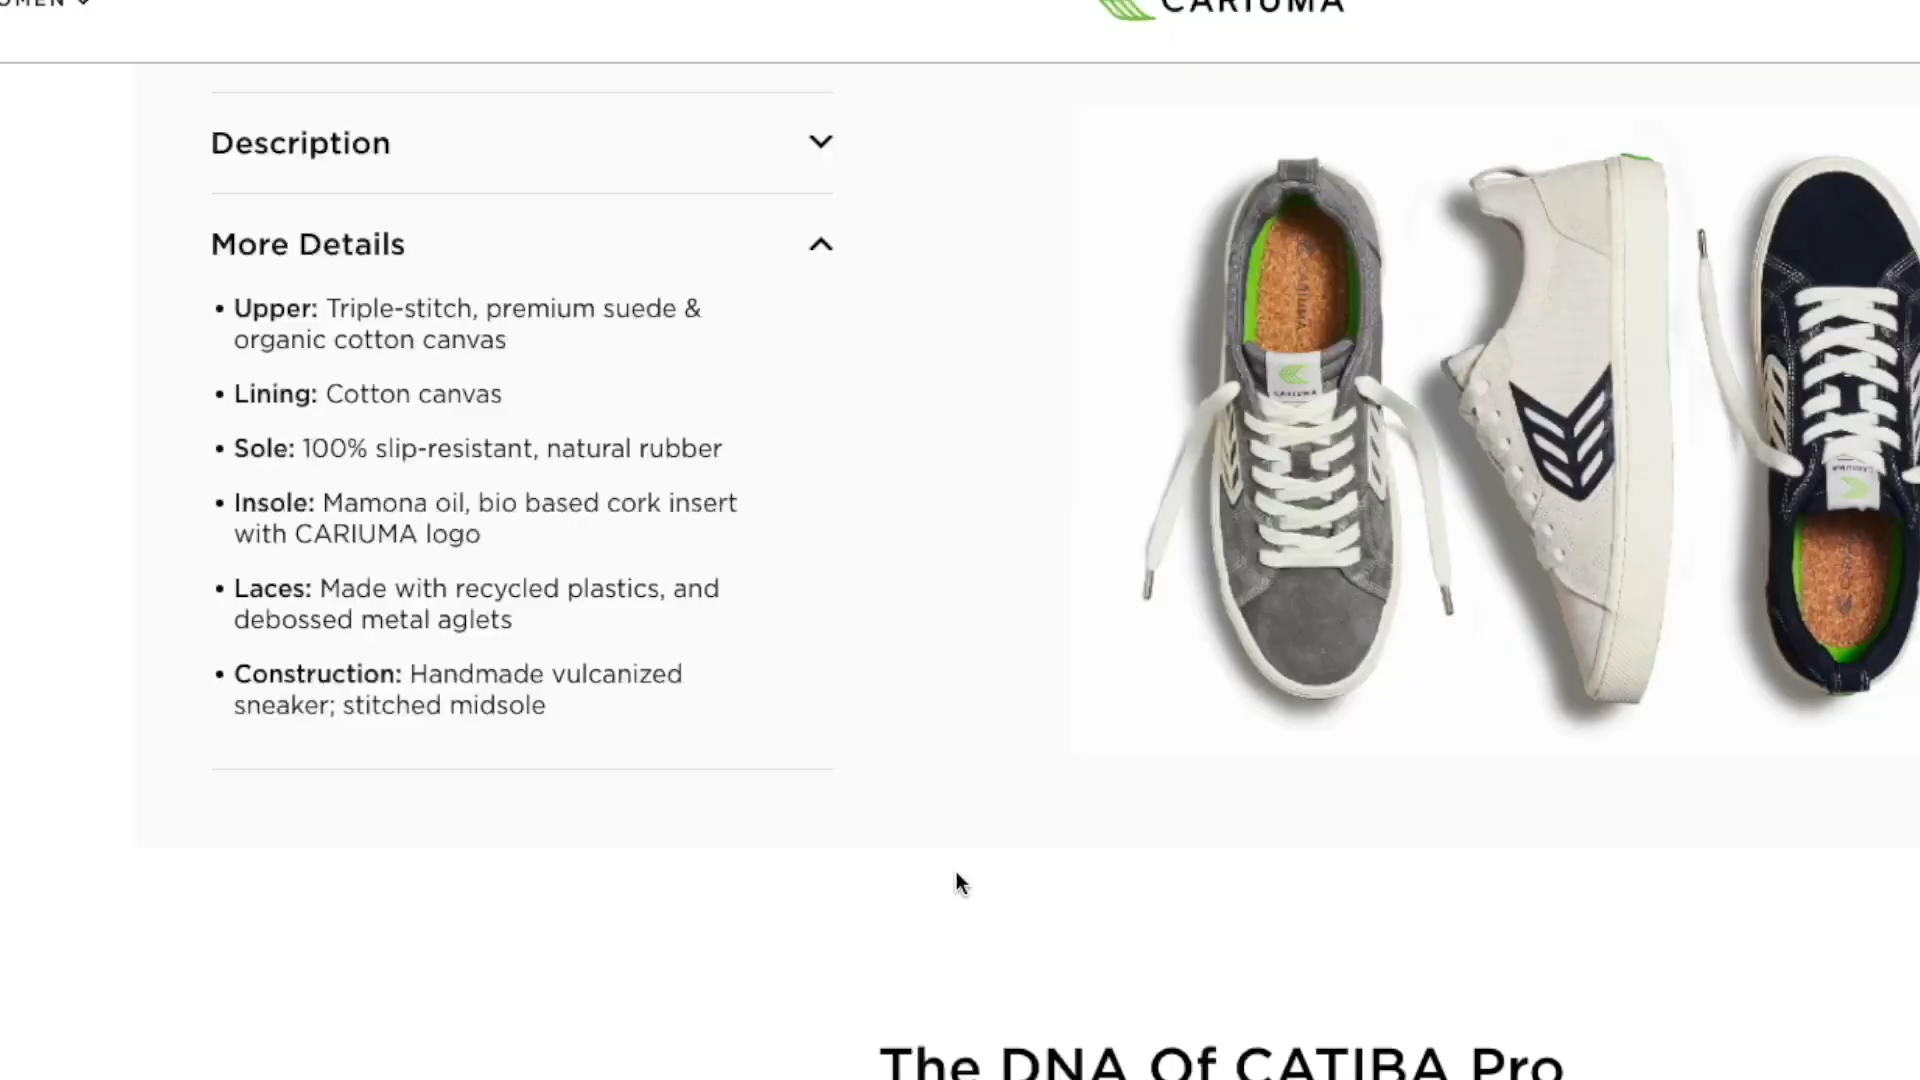 CARIUMA
Description
More Details
• Upper: Triple-stitch, premium suede &
organic cotton canvas
• Lining: Cotton canvas
• Sole: 100% slip-resistant, natural rubber
• Insole: Mamona oil, bio based cork insert
with CARIUMA logo
• Laces: Made with recycled plastics, and
debossed metal aglets
• Construction: Handmade vulcanized
sneaker; stitched midsole
CARIUMA
CARIUMA
The DNA Of CATIBA Pro